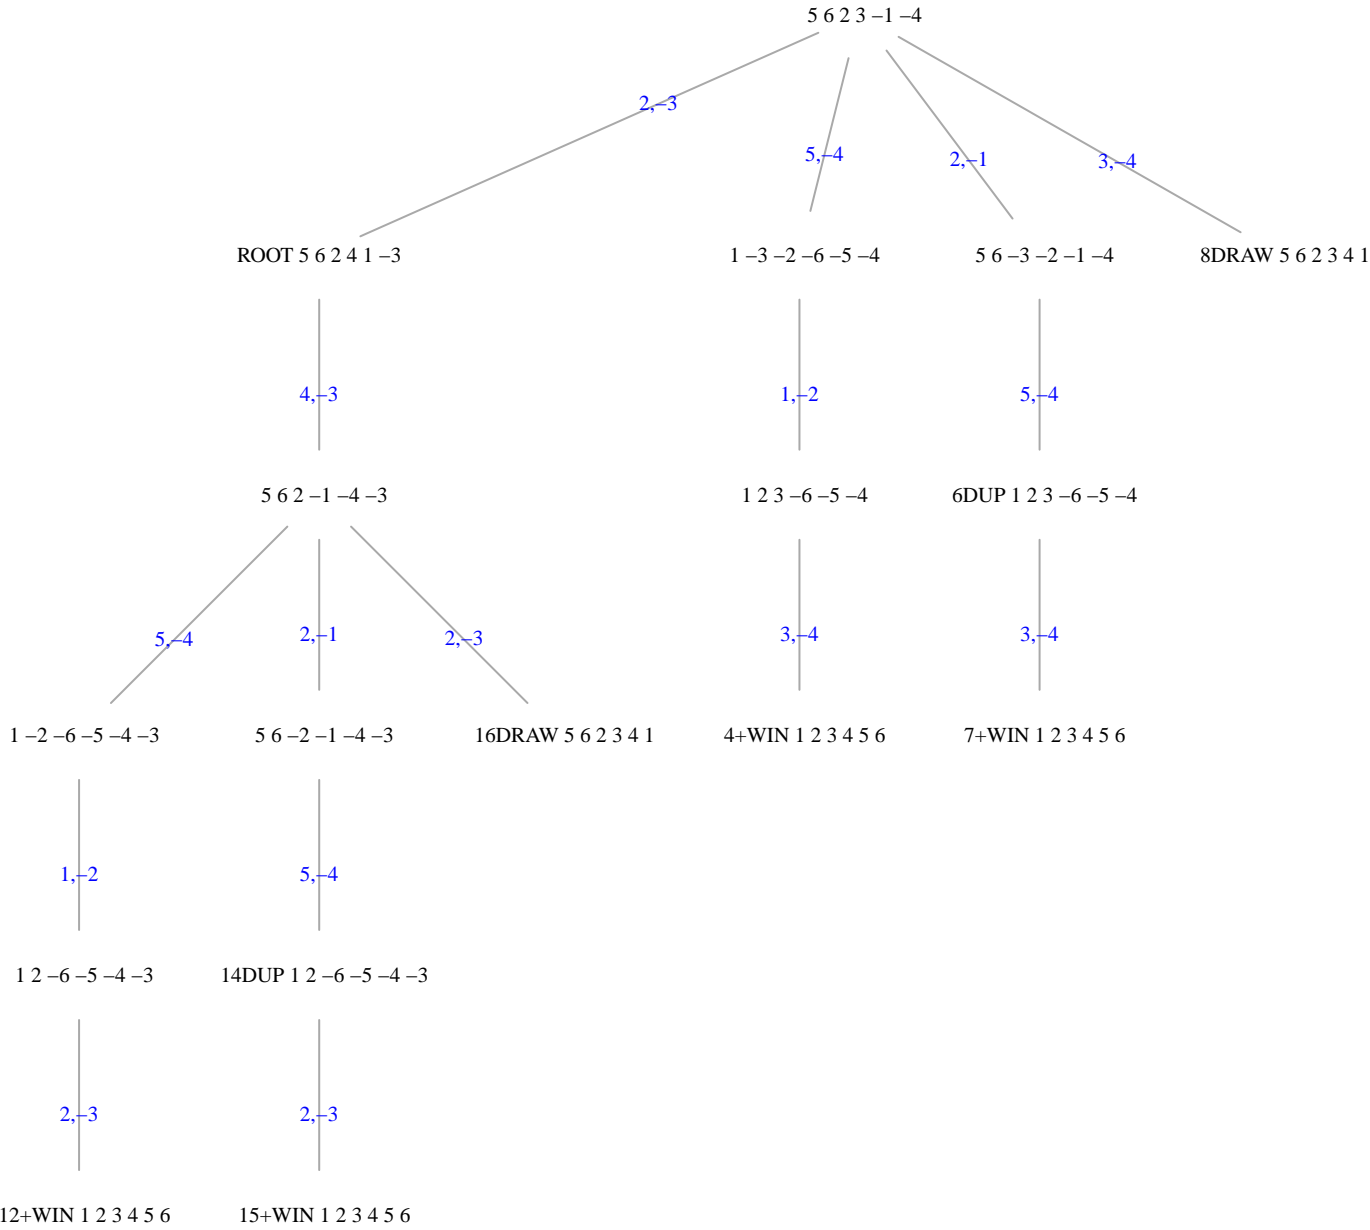 5 6 2 3 –1 –4
2,–3
5,–4
2,–1
3,–4
ROOT 5 6 2 4 1 –3
1 –3 –2 –6 –5 –4
5 6 –3 –2 –1 –4
8DRAW 5 6 2 3 4 1
4,–3
1,–2
5,–4
5 6 2 –1 –4 –3
1 2 3 –6 –5 –4
6DUP 1 2 3 –6 –5 –4
5,–4
2,–1
2,–3
3,–4
3,–4
1 –2 –6 –5 –4 –3
5 6 –2 –1 –4 –3
16DRAW 5 6 2 3 4 1
4+WIN 1 2 3 4 5 6
7+WIN 1 2 3 4 5 6
1,–2
5,–4
1 2 –6 –5 –4 –3
14DUP 1 2 –6 –5 –4 –3
2,–3
2,–3
12+WIN 1 2 3 4 5 6
15+WIN 1 2 3 4 5 6